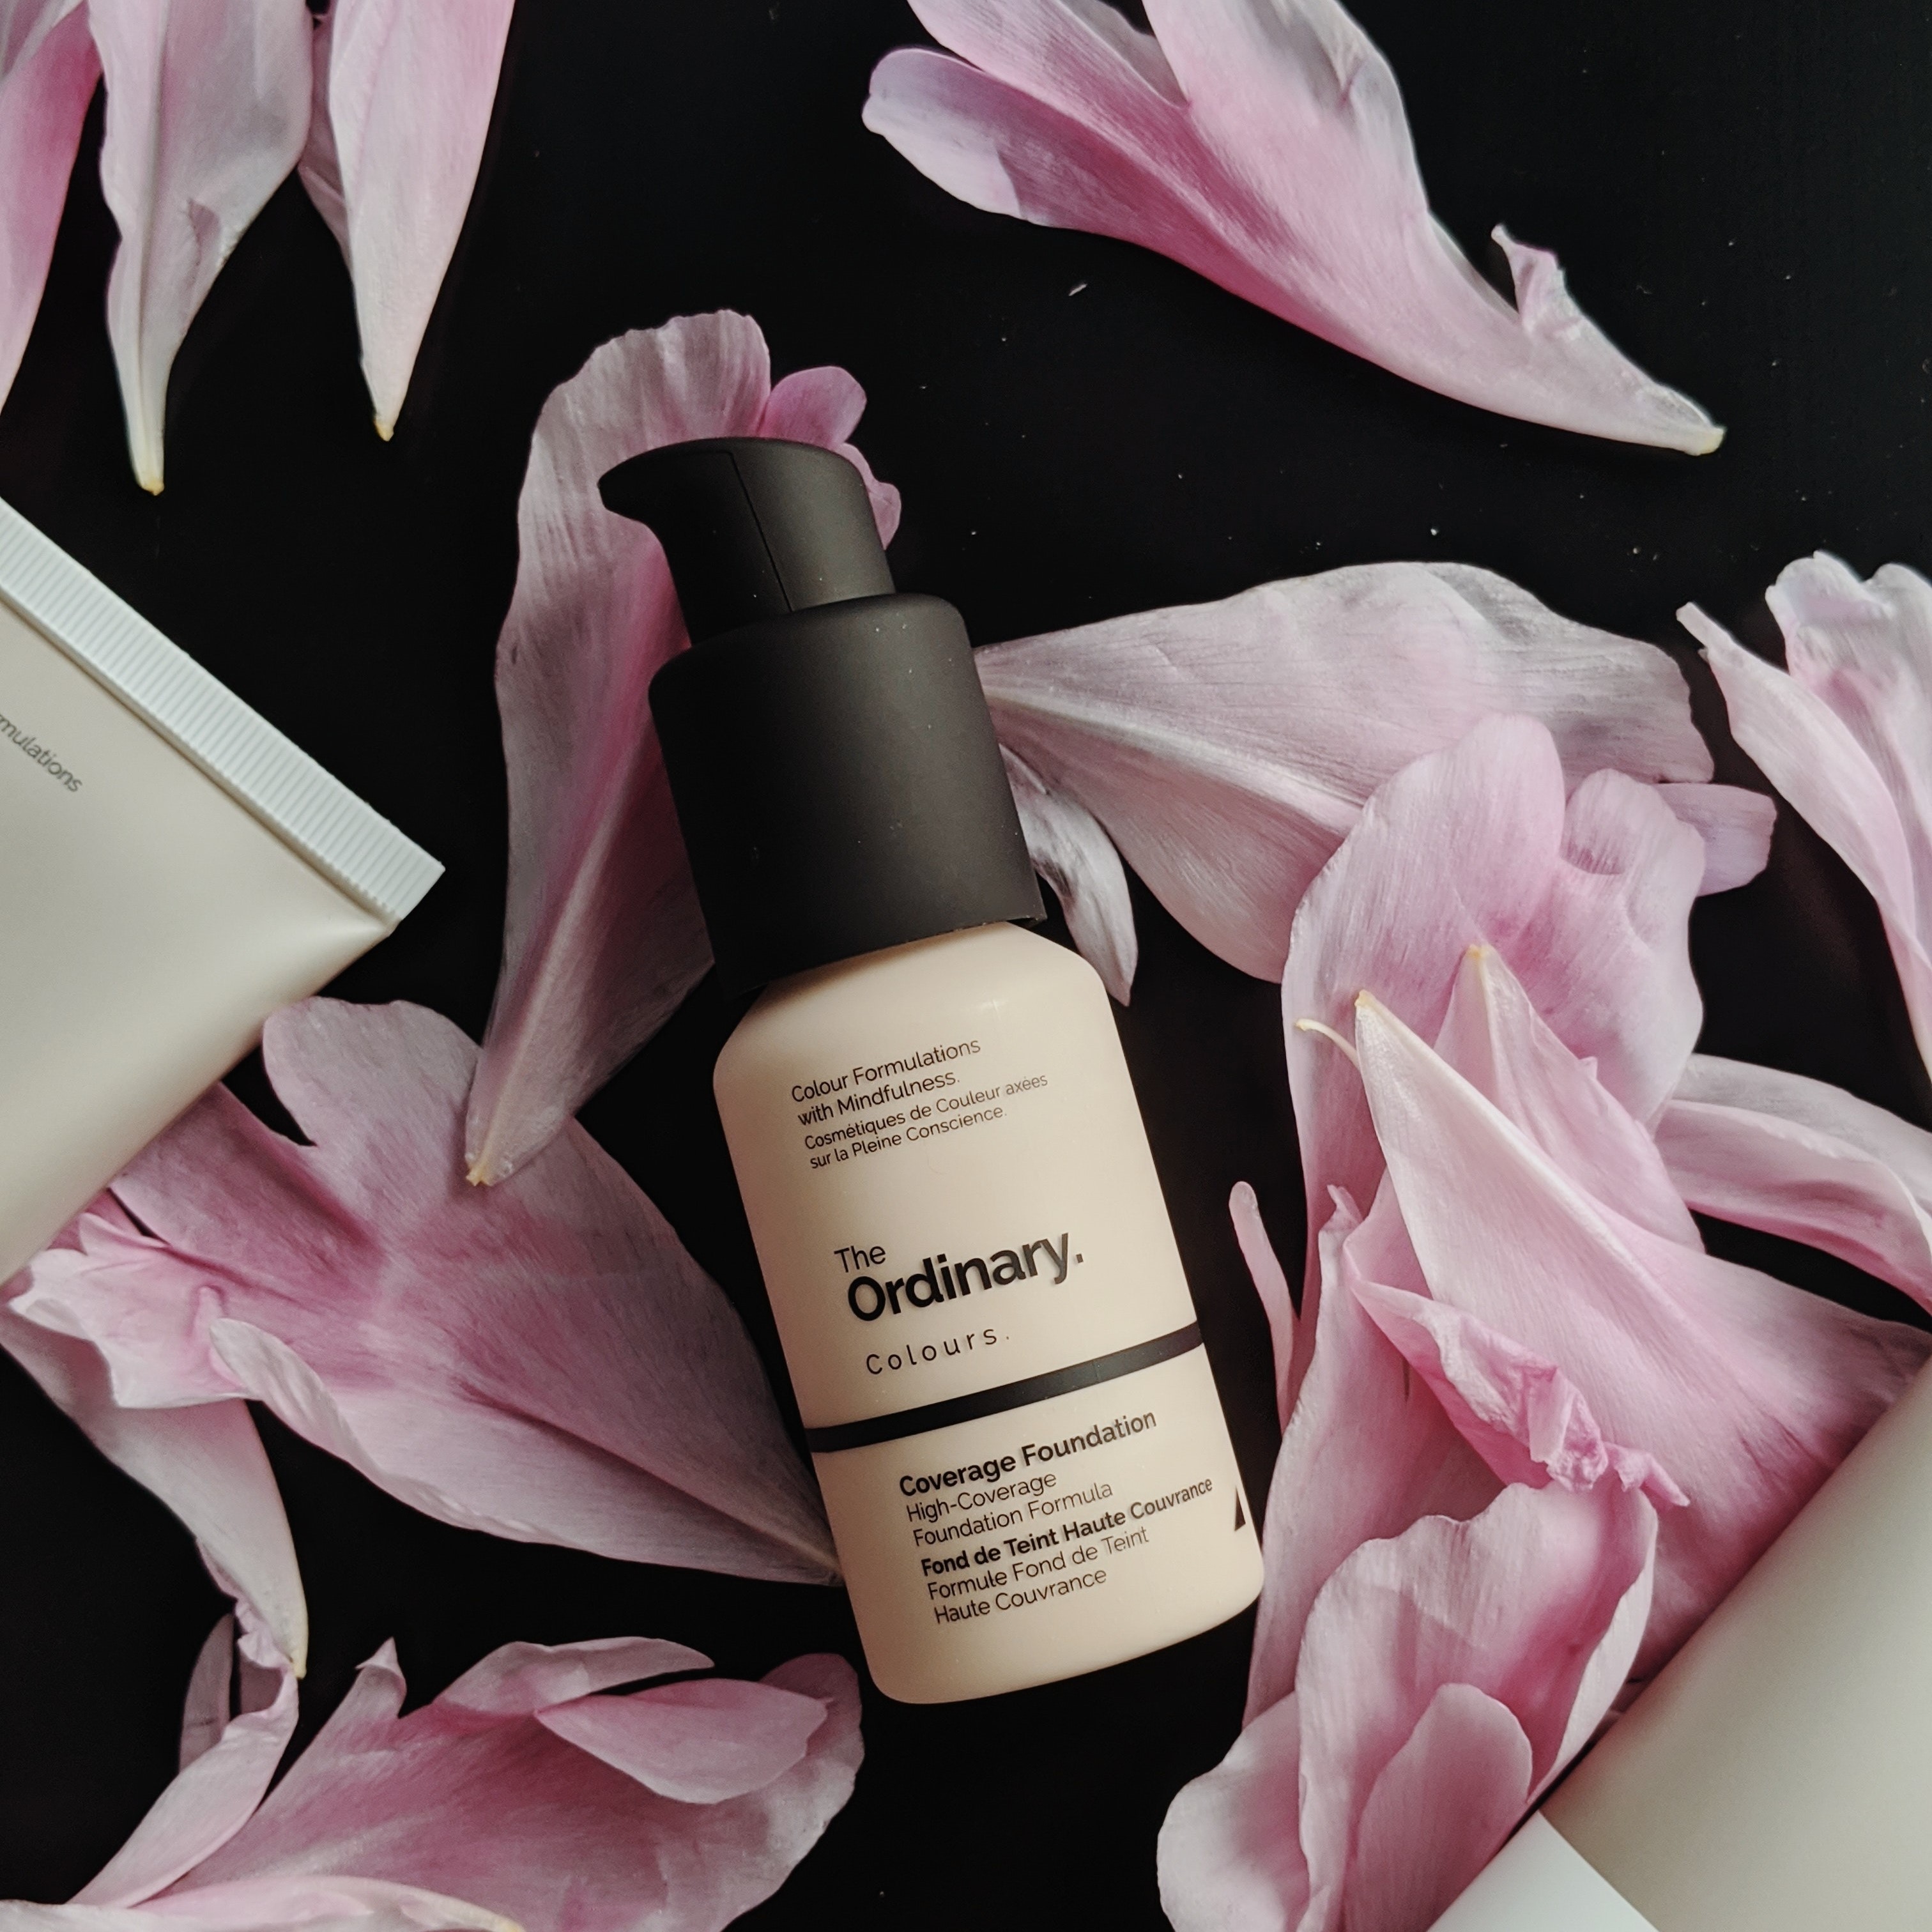 mulations
Colour Formulations
with Mindfulness.
Cosmétiques de Couleur axées
sur la Pleine Conscience.
The
Ordinary.
Colours.
Coverage Foundation
High-Coverage
Foundation Formula
Fond de Teint Haute Couvrance
Formule Fond de Teint
Haute Couvrance